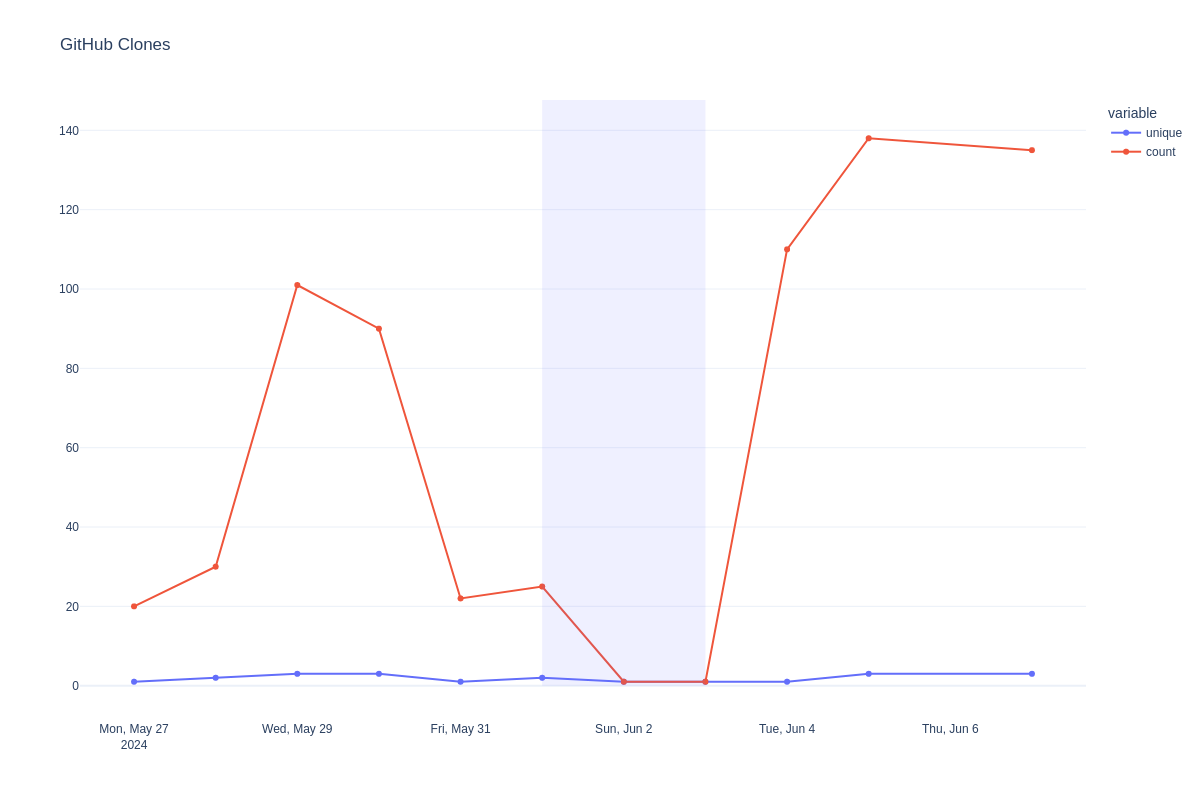 GitHub Clones
variable
unique
count
140
120
100
80
60
40
20
0
Mon, May 27
2024
Wed, May 29
Fri, May 31
Sun, Jun 2
Tue, Jun 4
Thu, Jun 6